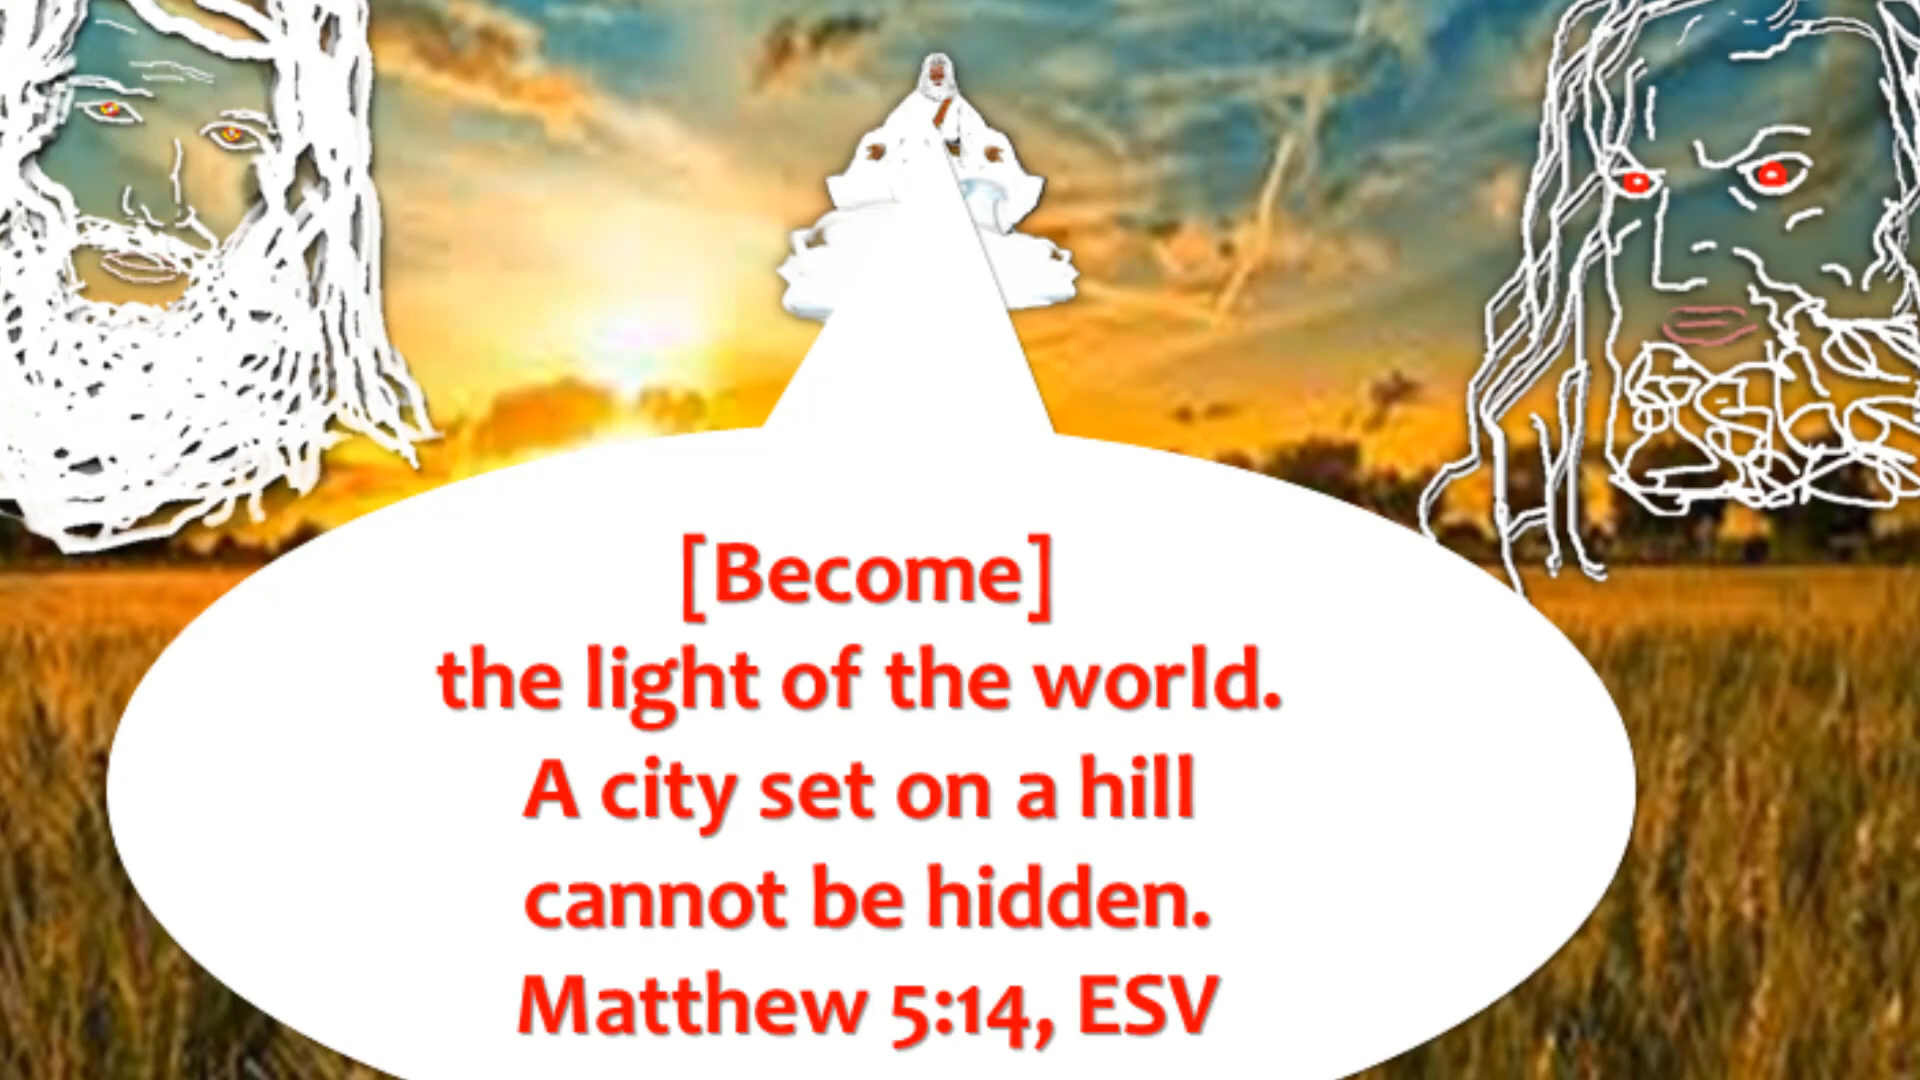 [Become]
the light of the world.
A city set on a hill
cannot be hidden.
Matthew 5:14, ESV